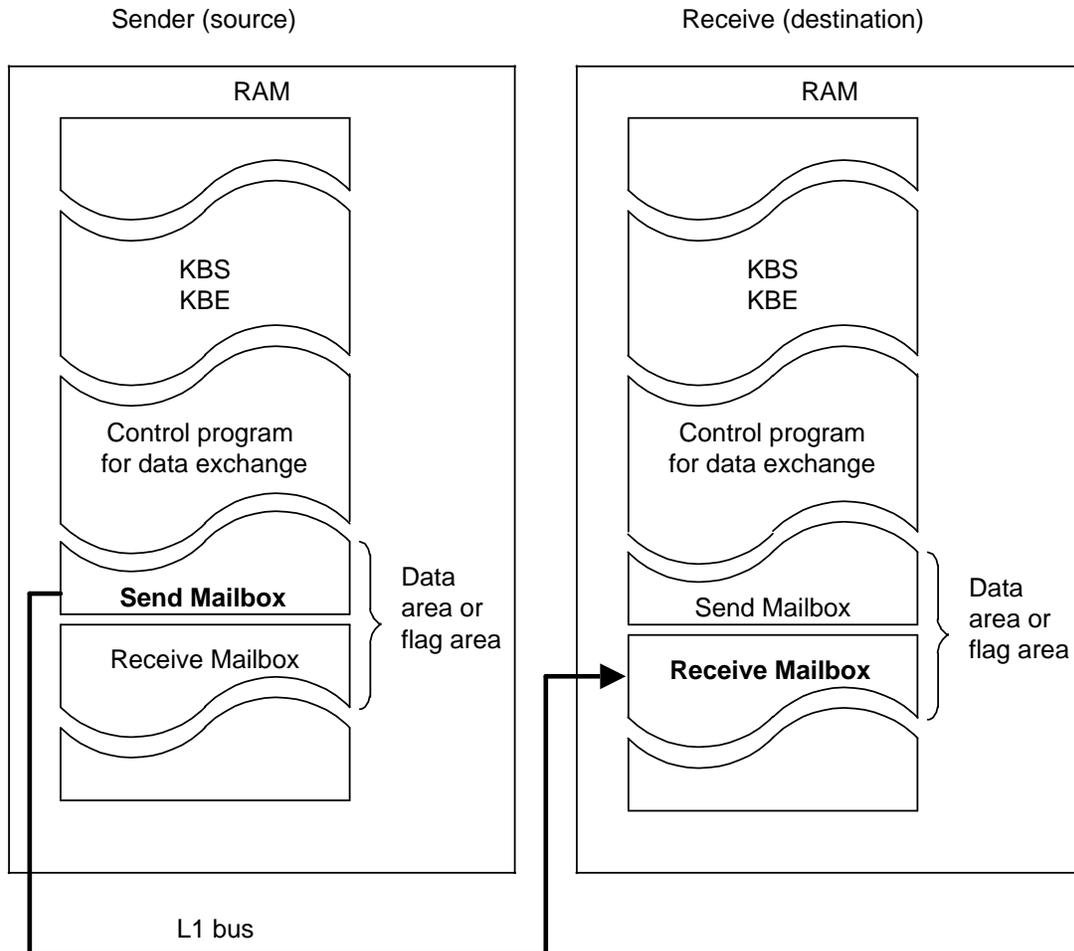 Sender (source)
Receive (destination)
RAM
KBS
KBE
Control program
for data exchange
Send Mailbox
Receive Mailbox
Data
area or
flag area
RAM
KBS
KBE
Control program
for data exchange
Send Mailbox
Receive Mailbox
Data
area or
flag area
L1 bus